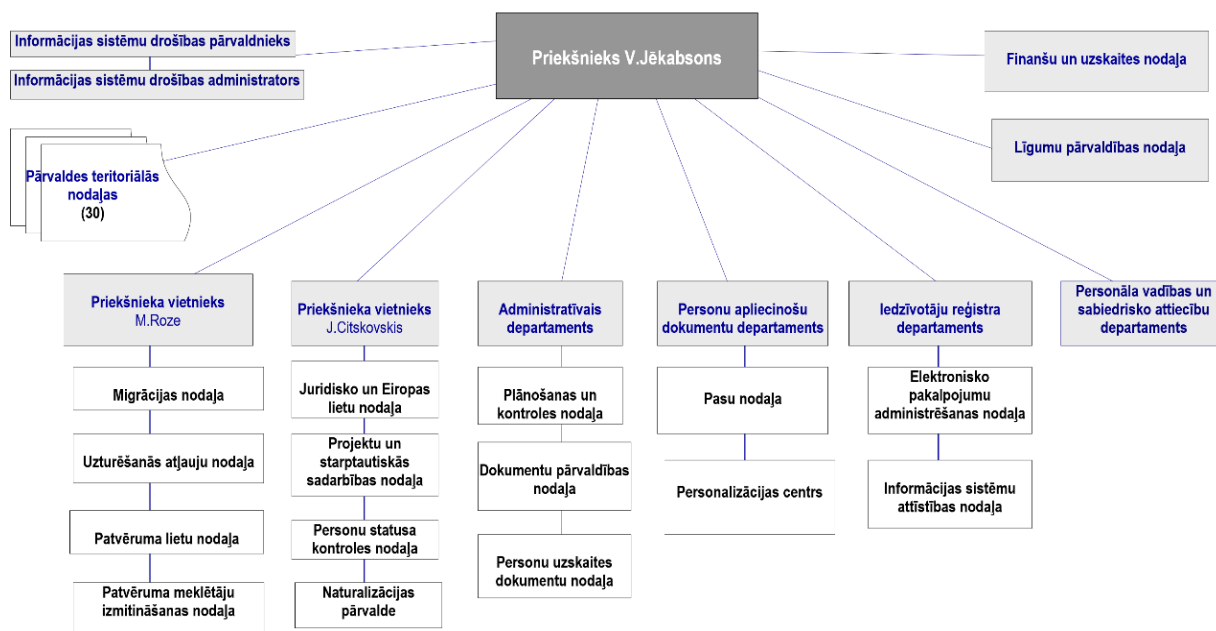 Informācijas sistēmu drošības pārvaldnieks
Informācijas sistēmu drošības administrators
Priekšnieks V.Jēkabsons
Finanšu un uzskaites nodaļa
Līgumu pārvaldības nodaļa
Pārvaldes teritoriālās
nodaļas
(30)
Priekšnieka vietnieks
M.Roze
Migrācijas nodaļa
Uzturēšanās atļauju nodaļa
Patvēruma lietu nodaļa
Patvēruma meklētāju
izmitināšanas nodaļa
Priekšnieka vietnieks
J.Citskovskis
Juridisko un Eiropas
lietu nodaļa
Projektu un
starptautiskās
sadarbības nodaļa
Personu statusa
kontroles nodaļa
Naturalizācijas
pārvalde
Administratīvais
departaments
Plānošanas un
kontroles nodaļa
Dokumentu pārvaldības
nodaļa
Personu uzskaites
dokumentu nodaļa
Personu apliecinošu
dokumentu departaments
Pasu nodaļa
Personalizācijas centrs
Iedzīvotāju reģistra
departaments
Elektronisko
pakalpojumu
administrēšanas nodaļa
Informācijas sistēmu
attīstības nodaļa
Personāla vadības un
sabiedrisko attiecību
departaments